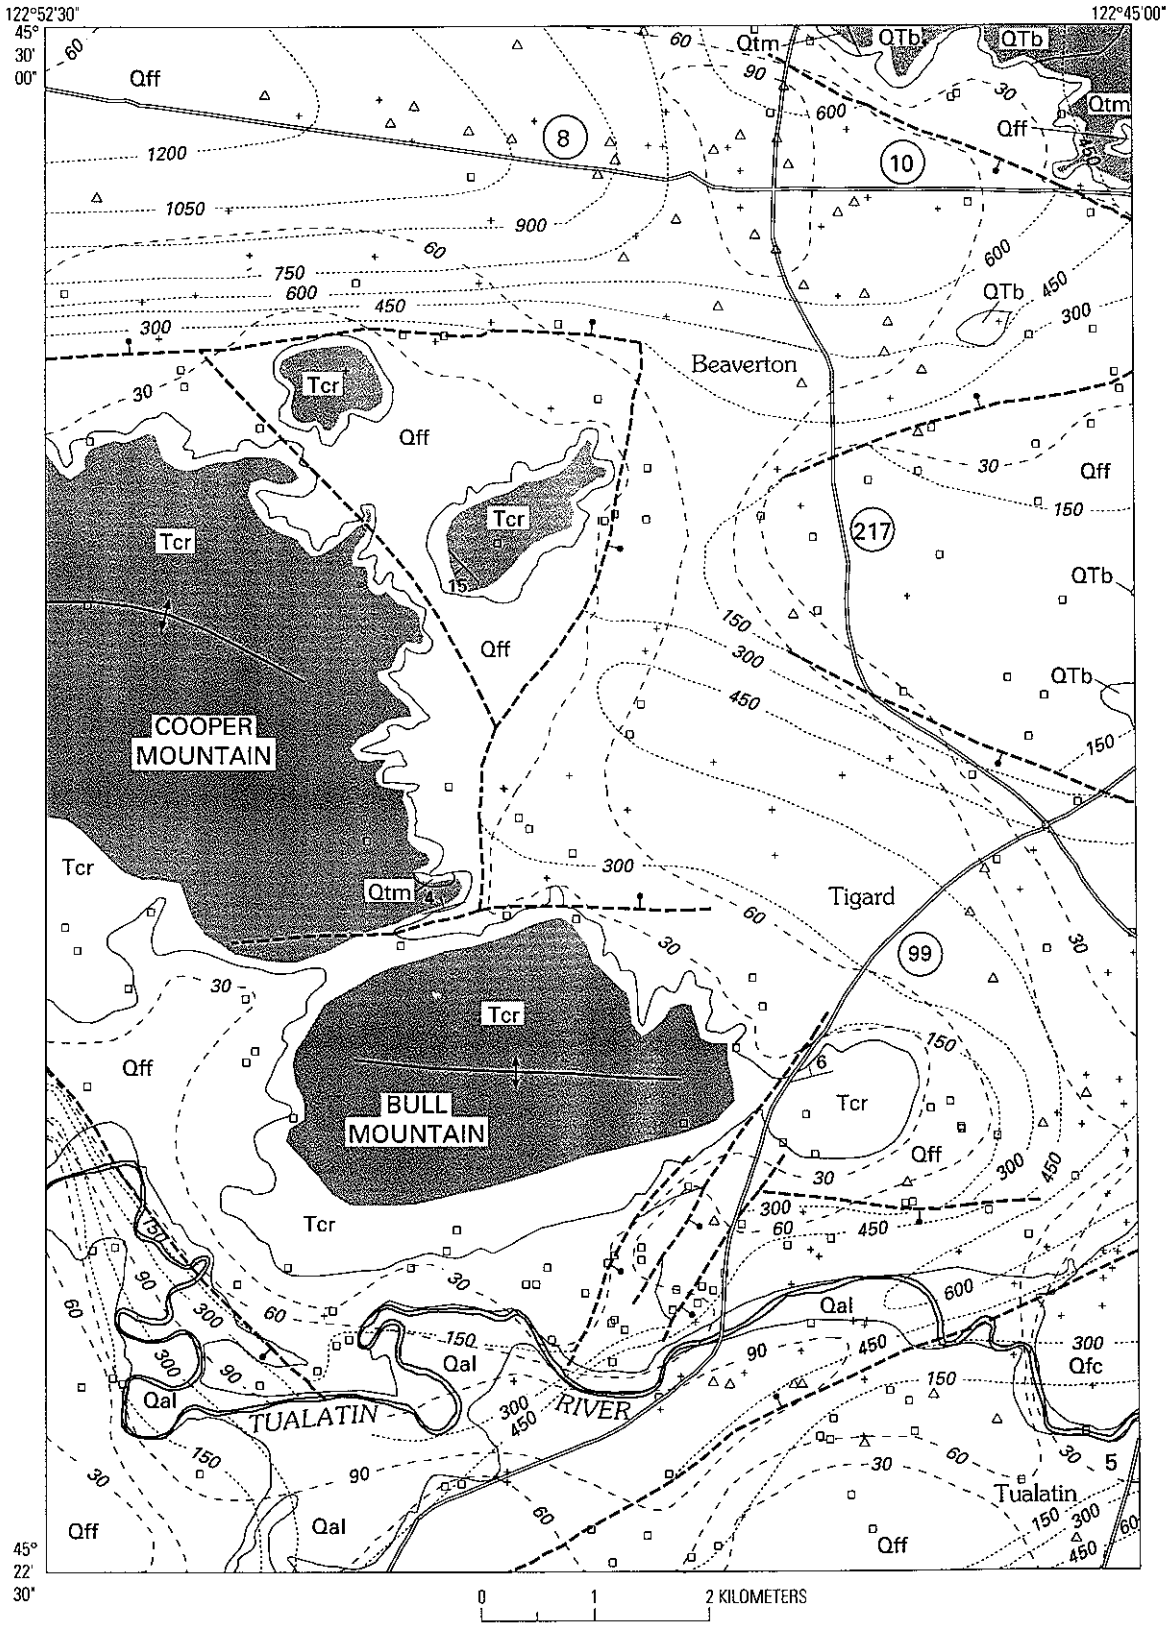 122°52'30"
122°45'00"
45°
30'
00"
60
Qff
60
Qtm
QTb
QTb
90
30
600
Qtm
Qff
450
8
10
1200
1050
900
60
750
600
600
450
QTb
450
300
300
Beaverton
30
Tcr
Qff
30
Qff
150
Tcr
Tcr
217
15
QTb
150
Qff
300
QTb
450
COOPER
MOUNTAIN
150
300
Tcr
Qtm
4
Tigard
60
30
30
99
30
Tcr
150
6
Qff
Tcr
BULL
MOUNTAIN
Qff
300
450
30
300
Tcr
60
450
150
30
90
60
600
60
300
Qal
150
450
300
300
90
Qal
90
Qfc
150
Qal
TUALATIN
300
450
RIVER
150
90
60
30
30
30
5
60
Tualatin
Qff
Qal
150
300
Qff
450
60
45°
22'
30"
0 1 2 KILOMETERS